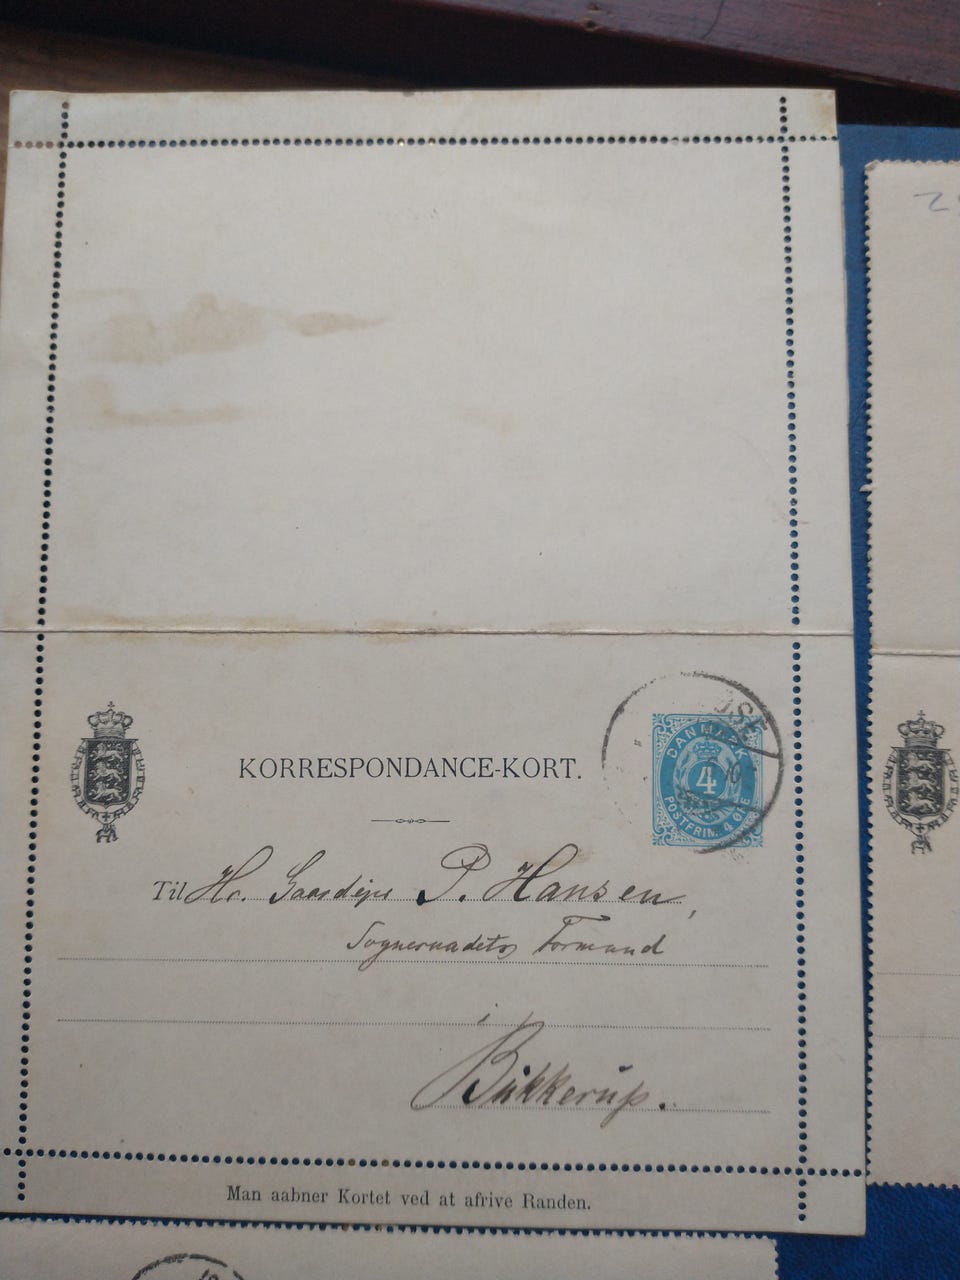 KORRESPONDANCE-KORT.
DANMARK
4
POSTFRIM. 4 ØRE
Til Hr. Gaardejer P. Hansen,
Sogneraadets Formand
i
Bukkerup.
Man aabner Kortet ved at afrive Randen.